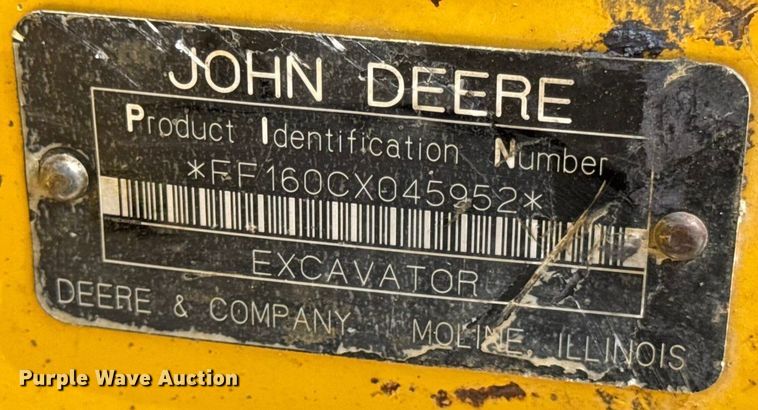 JOHN DEERE
Product Identification Number
*FF160CX045952*
EXCAVATOR
DEERE & COMPANY MOLINE, ILLINOIS
Purple Wave Auction